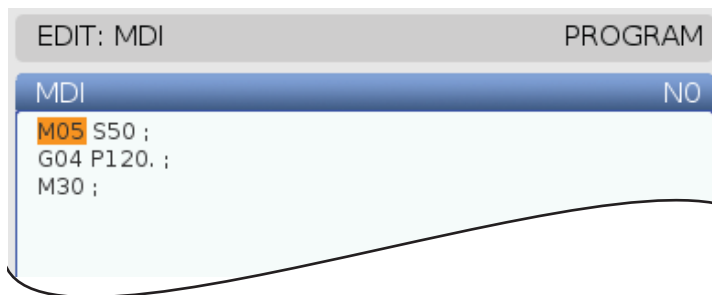 EDIT: MDI PROGRAM
MDI N0
M05 S50 ;
G04 P120. ;
M30 ;